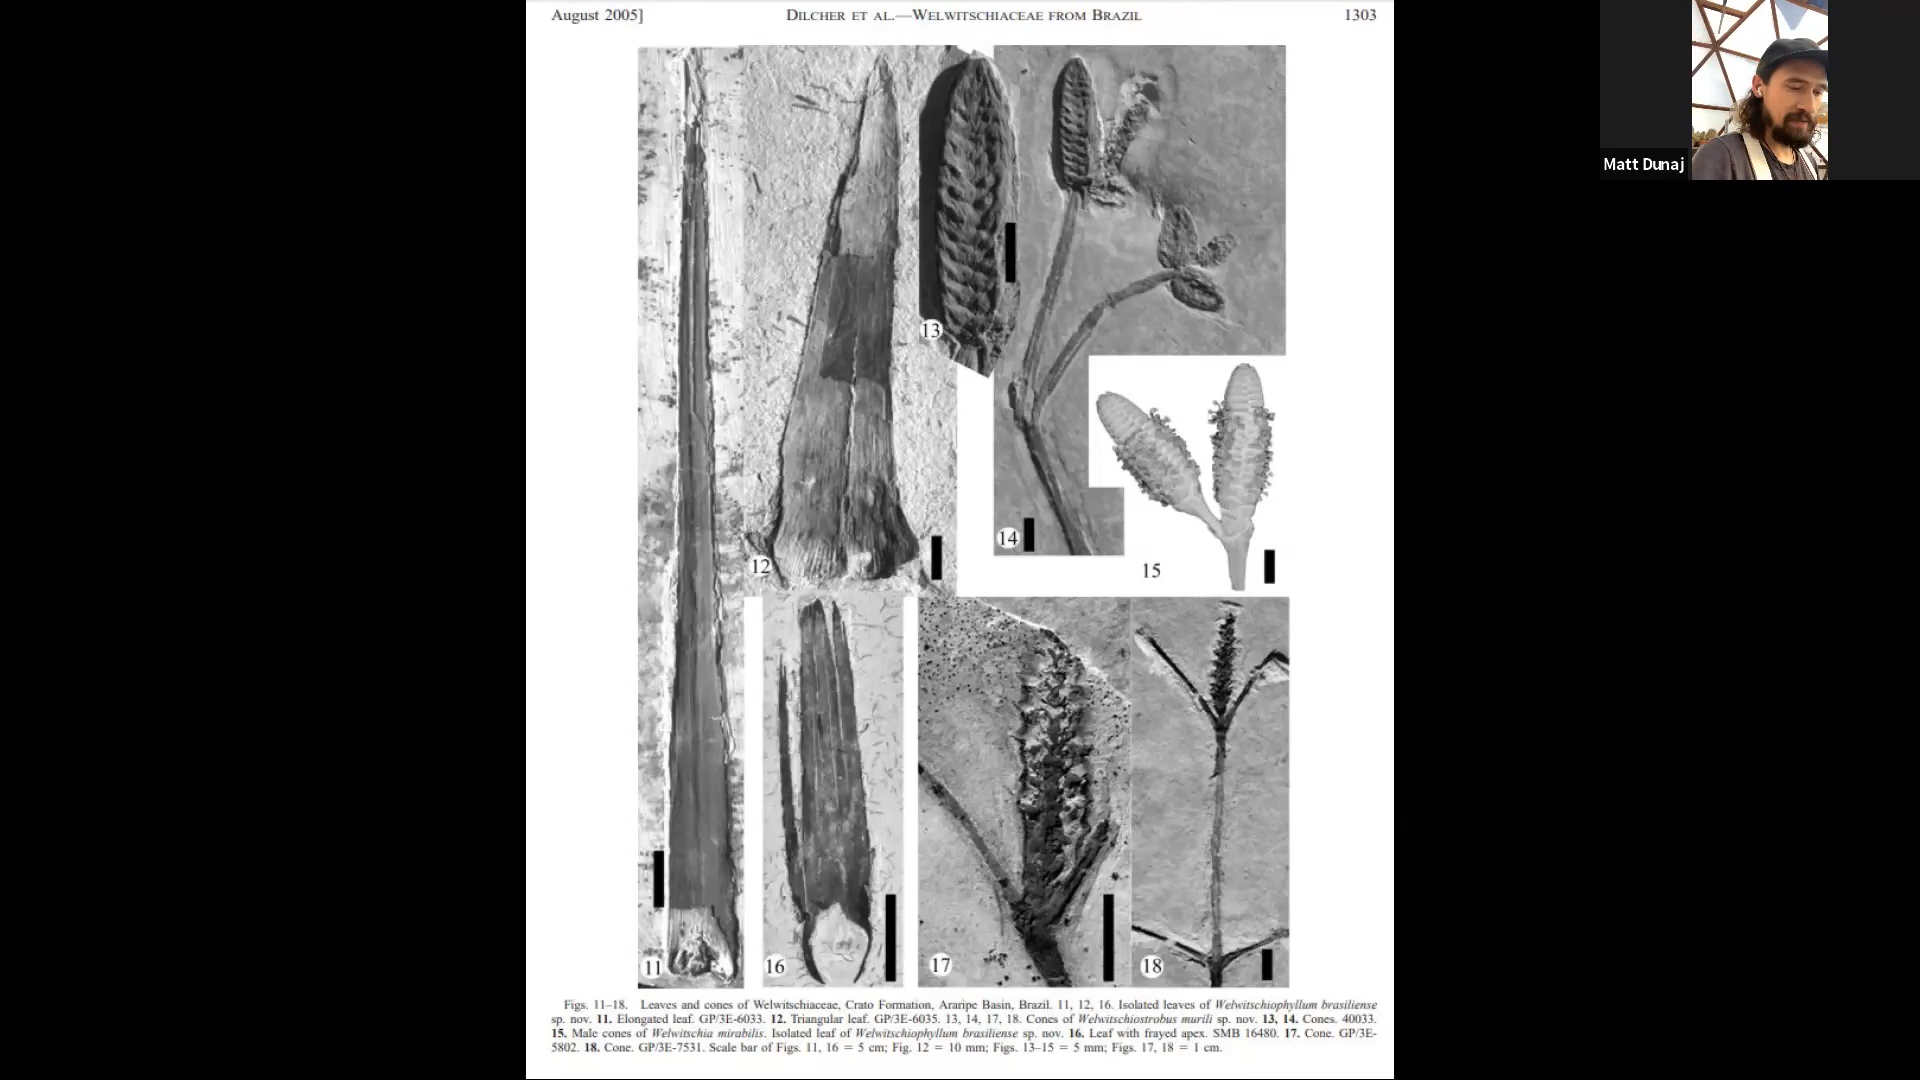 August 2005]
DILCHER ET AL.—WELWITSCHIACEAE FROM BRAZIL
1303
Matt Dunaj
13
14
12
15
11
16
17
18
Figs. 11–18. Leaves and cones of Welwitschiaceae, Crato Formation, Araripe Basin, Brazil. 11, 12, 16. Isolated leaves of Welwitschiophyllum brasiliense
sp. nov. 11. Elongated leaf. GP/3E-6033. 12. Triangular leaf. GP/3E-6035. 13, 14, 17, 18. Cones of Welwitschiostrobus murili sp. nov. 13, 14. Cones. 40033.
15. Male cones of Welwitschia mirabilis. Isolated leaf of Welwitschiophyllum brasiliense sp. nov. 16. Leaf with frayed apex. SMB 16480. 17. Cone. GP/3E-
5802. 18. Cone. GP/3E-7531. Scale bar of Figs. 11, 16 = 5 cm; Fig. 12 = 10 mm; Figs. 13–15 = 5 mm; Figs. 17, 18 = 1 cm.